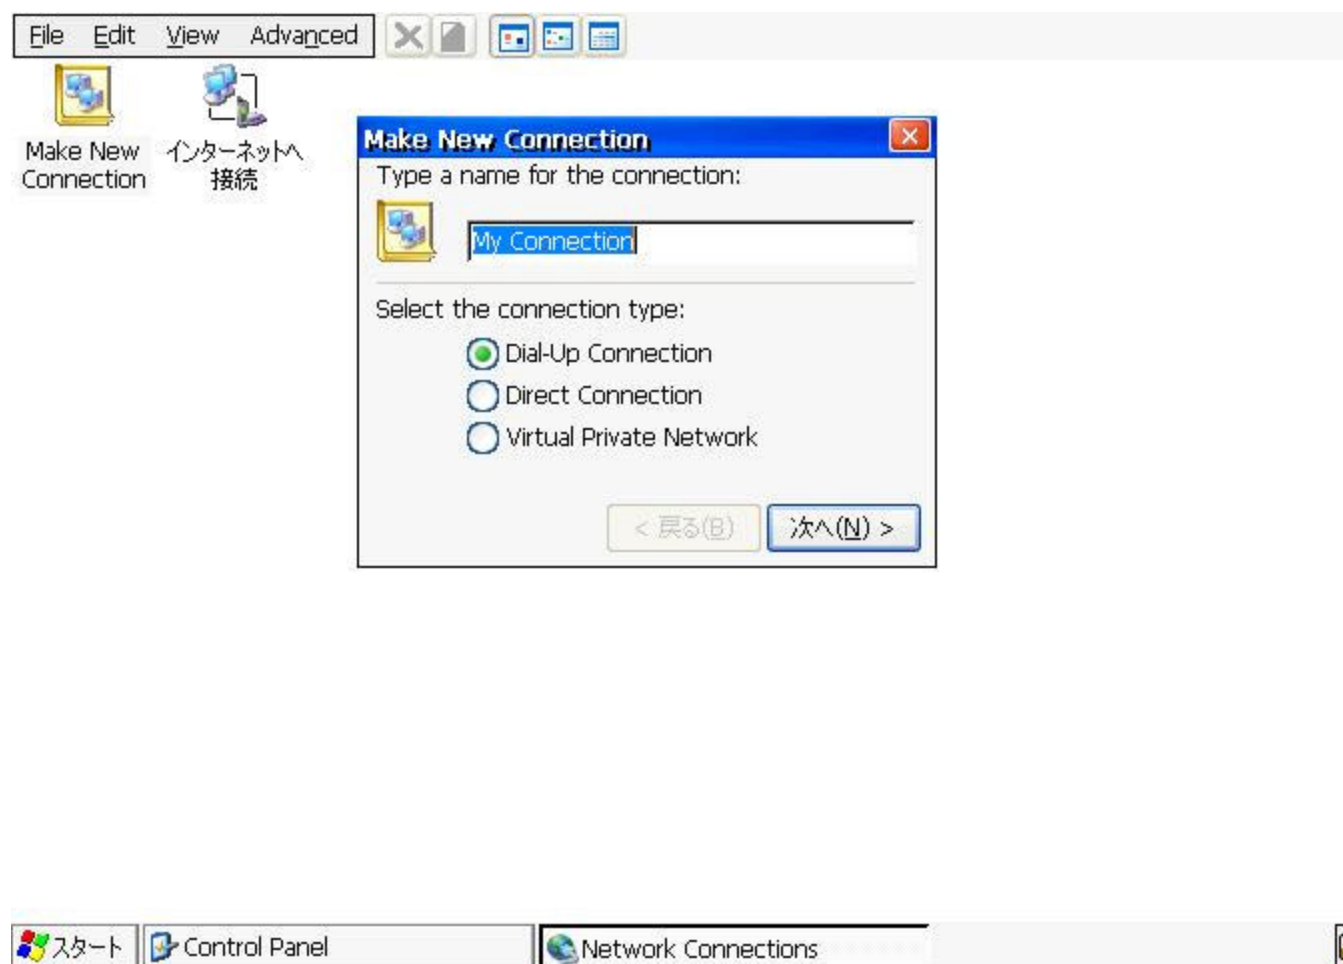 File Edit View Advanced
Make New
Connection
インターネットへ
接続
Make New Connection
Type a name for the connection:
My Connection
Select the connection type:
Dial-Up Connection
Direct Connection
Virtual Private Network
< 戻る(B) 次へ(N) >
スタート Control Panel Network Connections